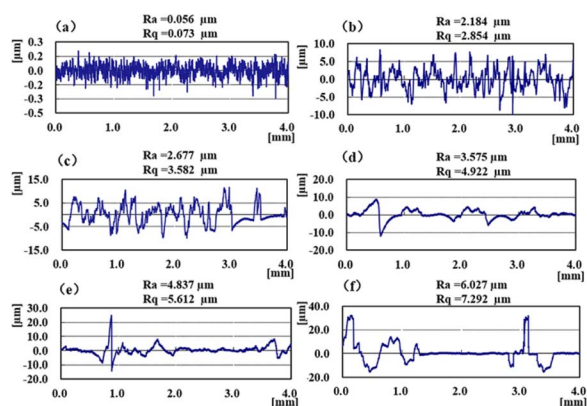 (a)
Ra=0.056 µm
Rq=0.073 µm
[µm]
0.3
0.2
0.0
-0.2
-0.3
-0.5
0.0 1.0 2.0 3.0 4.0
[mm]
(b)
Ra=2.184 µm
Rq=2.854 µm
[µm]
10.0
5.0
0.0
-5.0
-10.0
0.0 1.0 2.0 3.0 4.0
[mm]
(c)
Ra=2.677 µm
Rq=3.582 µm
[µm]
15.0
5.0
-5.0
-15.0
0.0 1.0 2.0 3.0 4.0
[mm]
(d)
Ra=3.575 µm
Rq=4.922 µm
[µm]
20.0
10.0
0.0
-10.0
-20.0
0.0 1.0 2.0 3.0 4.0
[mm]
(e)
Ra=4.837 µm
Rq=5.612 µm
[µm]
30.0
20.0
10.0
0.0
-10.0
-20.0
0.0 1.0 2.0 3.0 4.0
[mm]
(f)
Ra=6.027 µm
Rq=7.292 µm
[µm]
40.0
20.0
0.0
-20.0
0.0 1.0 2.0 3.0 4.0
[mm]